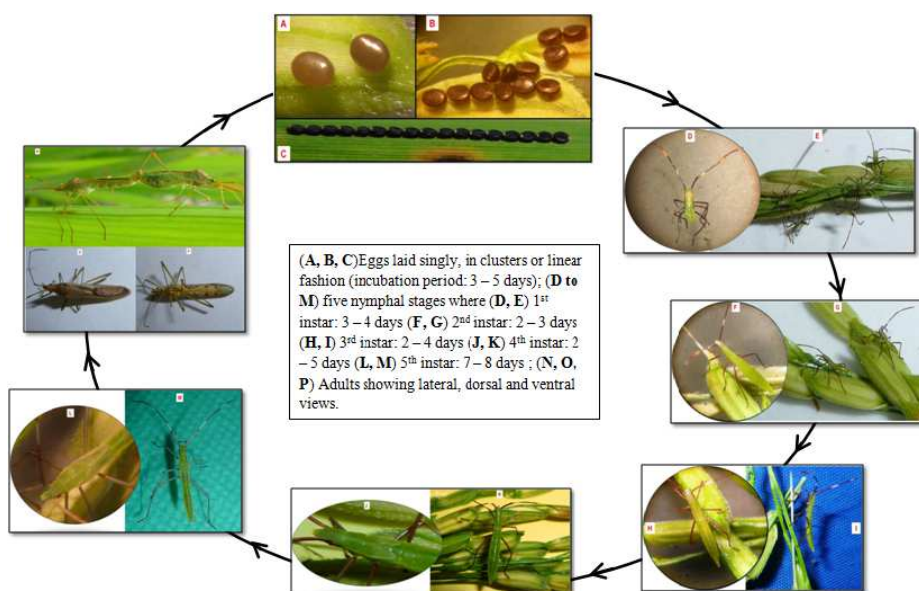 A
B
C
D
E
F
G
H
I
K
L
M
(A, B, C)Eggs laid singly, in clusters or linear
fashion (incubation period: 3 – 5 days); (D to
M) five nymphal stages where (D, E) 1st
instar: 3 – 4 days (F, G) 2nd instar: 2 – 3 days
(H, I) 3rd instar: 2 – 4 days (J, K) 4th instar: 2
– 5 days (L, M) 5th instar: 7 – 8 days ; (N, O,
P) Adults showing lateral, dorsal and ventral
views.